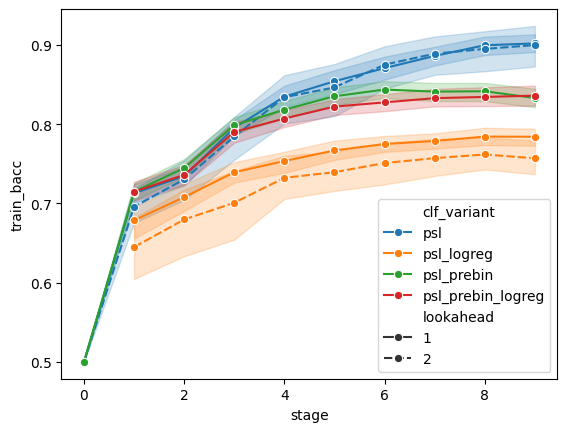 0.9
0.8
0.7
0.6
0.5
train_bacc
0 2 4 6 8
stage
clf_variant
psl
psl_logreg
psl_prebin
psl_prebin_logreg
lookahead
1
2